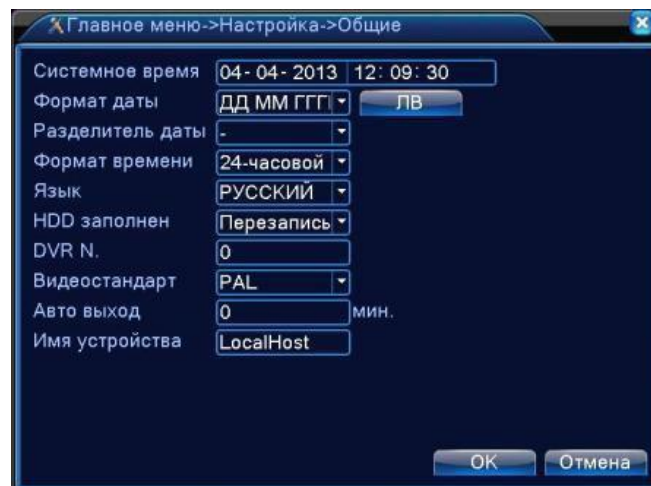 Главное меню->Настройка->Общие
Системное время 04- 04- 2013 12: 09: 30
Формат даты ДД ММ ГГГ ЛВ
Разделитель даты -
Формат времени 24-часовой
Язык РУССКИЙ
HDD заполнен Перезапись
DVR N. 0
Видеостандарт PAL
Авто выход 0 мин.
Имя устройства LocalHost
OK Отмена